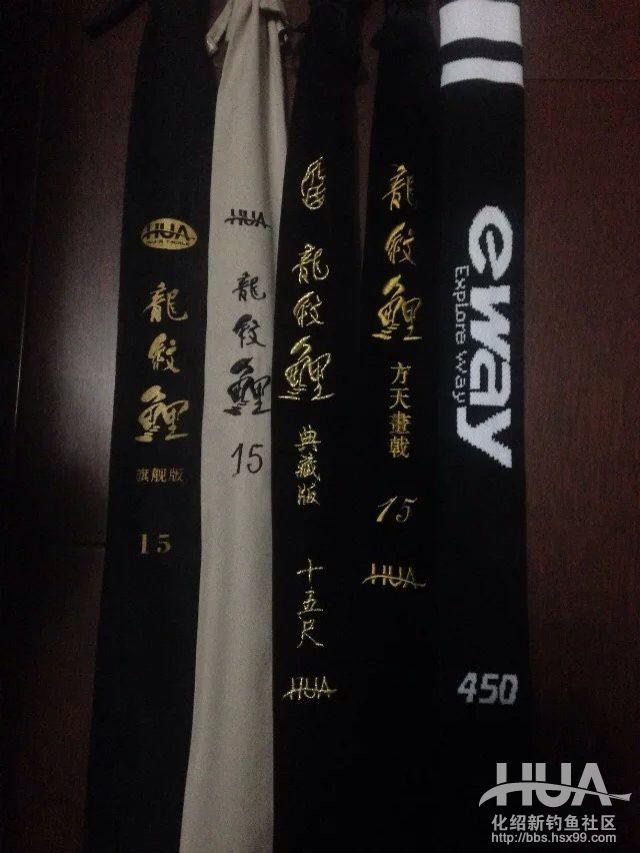 HUA
龍紋鯉
旗舰版
15
HUA
龍紋鯉
15
龍紋鯉
典藏版
十五尺
HUA
龍紋鯉
方天畫戟
15
HUA
eway
Explore way
450
HUA
化绍新钓鱼社区
http://bbs.hsx99.com